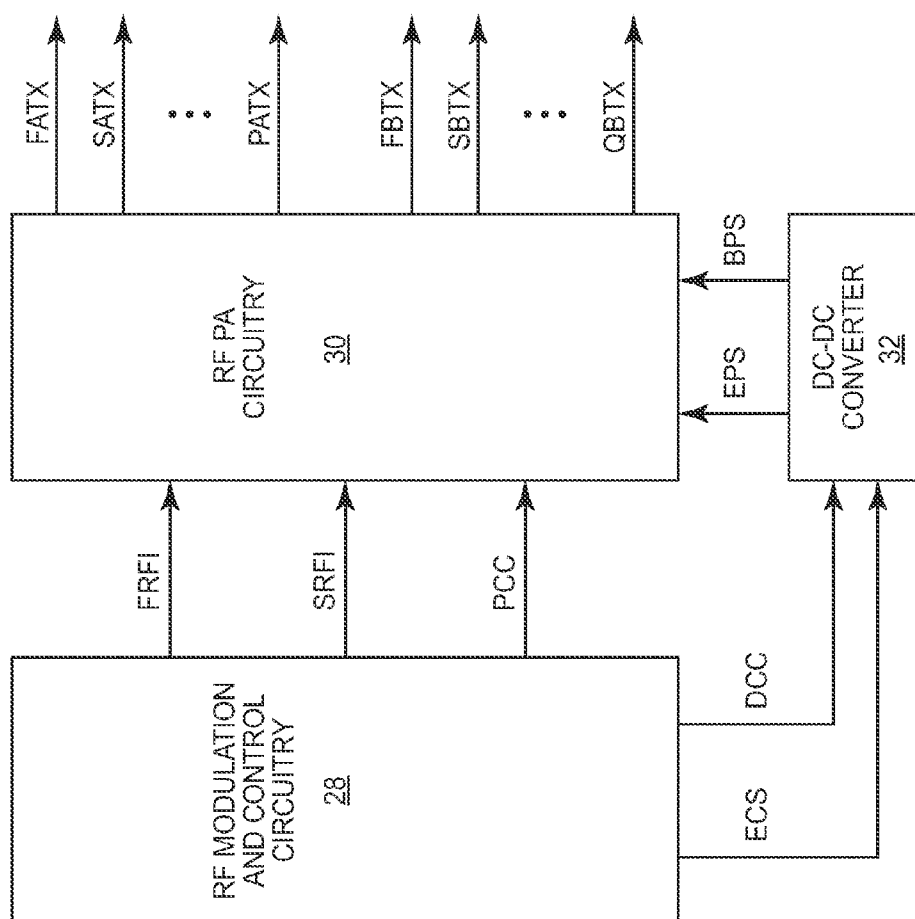 FATX
SATX
PATX
FBTX
SBTX
QBTX
RF PA
CIRCUITRY
30
BPS
EPS
DC-DC
CONVERTER
32
FRFI
SRFI
PCC
DCC
ECS
RF MODULATION
AND CONTROL
CIRCUITRY
28